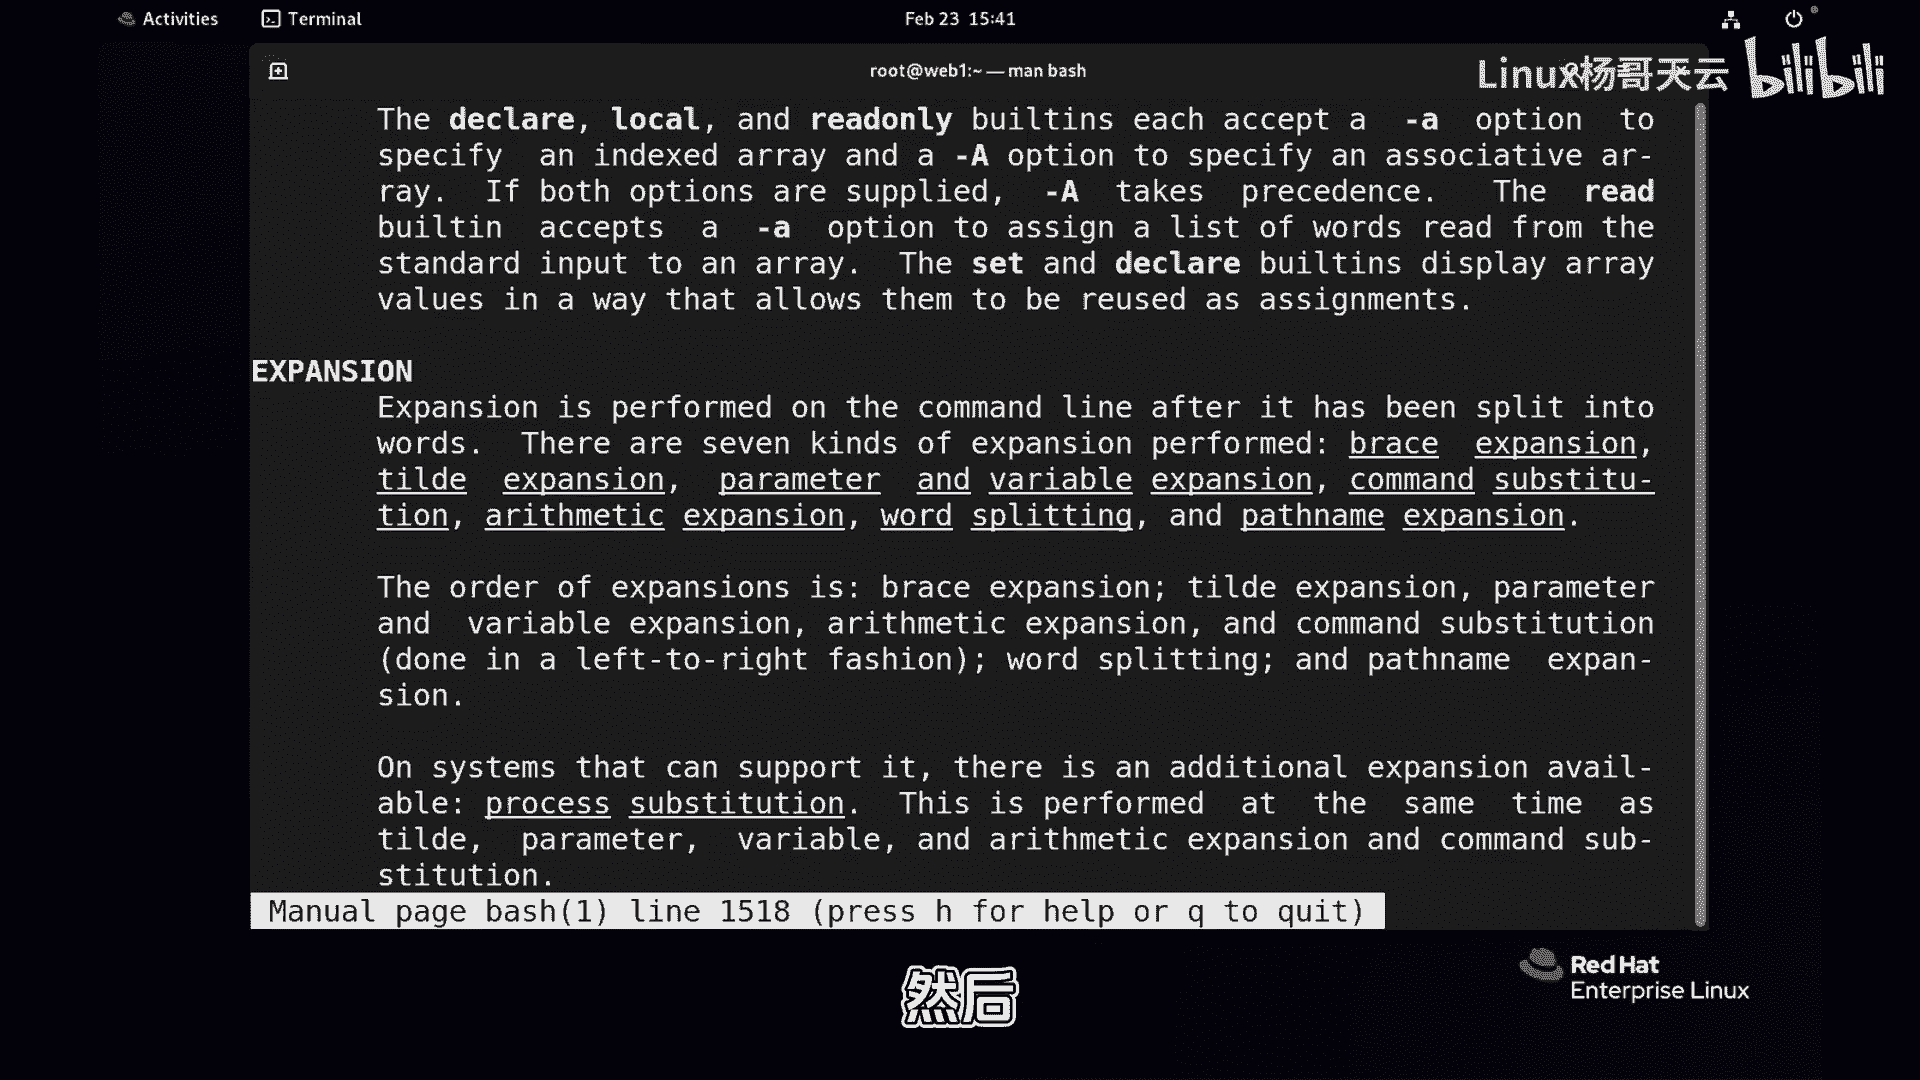 Activities
Terminal
Feb 23 15:41
root@web1:~ — man bash
Linux杨哥天云
bilibili
The declare, local, and readonly builtins each accept a -a option to
specify an indexed array and a -A option to specify an associative ar-
ray. If both options are supplied, -A takes precedence. The read
builtin accepts a -a option to assign a list of words read from the
standard input to an array. The set and declare builtins display array
values in a way that allows them to be reused as assignments.
EXPANSION
Expansion is performed on the command line after it has been split into
words. There are seven kinds of expansion performed: brace expansion,
tilde expansion, parameter and variable expansion, command substitu-
tion, arithmetic expansion, word splitting, and pathname expansion.
The order of expansions is: brace expansion; tilde expansion, parameter
and variable expansion, arithmetic expansion, and command substitution
(done in a left-to-right fashion); word splitting; and pathname expan-
sion.
On systems that can support it, there is an additional expansion avail-
able: process substitution. This is performed at the same time as
tilde, parameter, variable, and arithmetic expansion and command sub-
stitution.
Manual page bash(1) line 1518 (press h for help or q to quit)
Red Hat
Enterprise Linux
然后